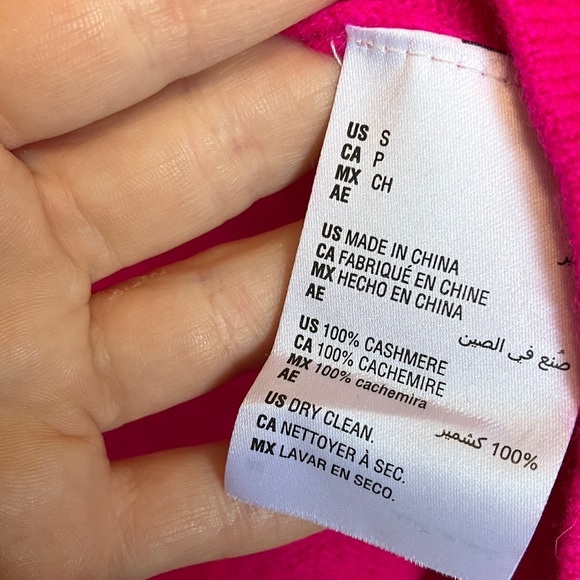 US S
CA P
MX CH
AE
US MADE IN CHINA
CA FABRIQUÉ EN CHINE
MX HECHO EN CHINA
AE
صُنع في الصين
US 100% CASHMERE
CA 100% CACHEMIRE
MX 100% cachemira
AE
100% كشمير
US DRY CLEAN.
CA NETTOYER À SEC.
MX LAVAR EN SECO.